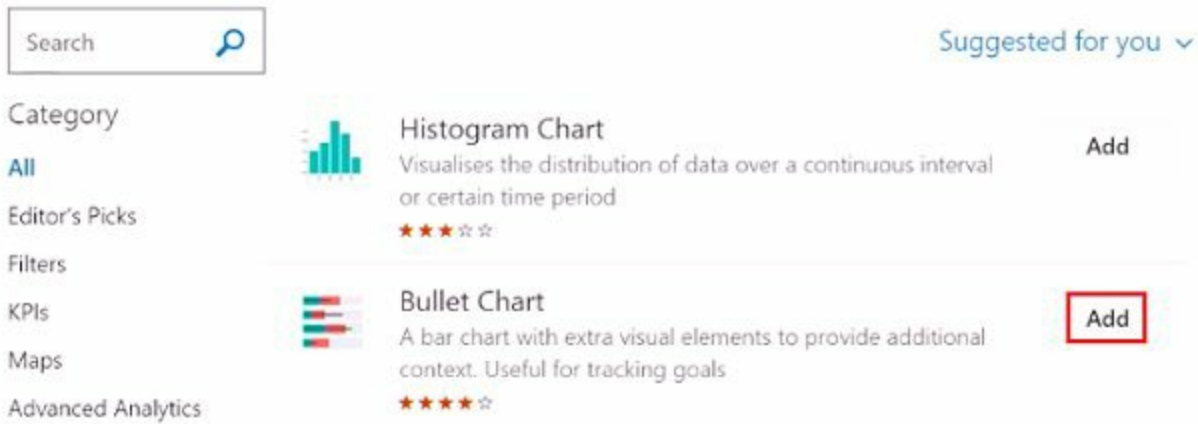 Search
Suggested for you
Category
All
Editor's Picks
Filters
KPIs
Maps
Advanced Analytics
Histogram Chart
Visualises the distribution of data over a continuous interval
or certain time period
Add
Bullet Chart
A bar chart with extra visual elements to provide additional
context. Useful for tracking goals
Add